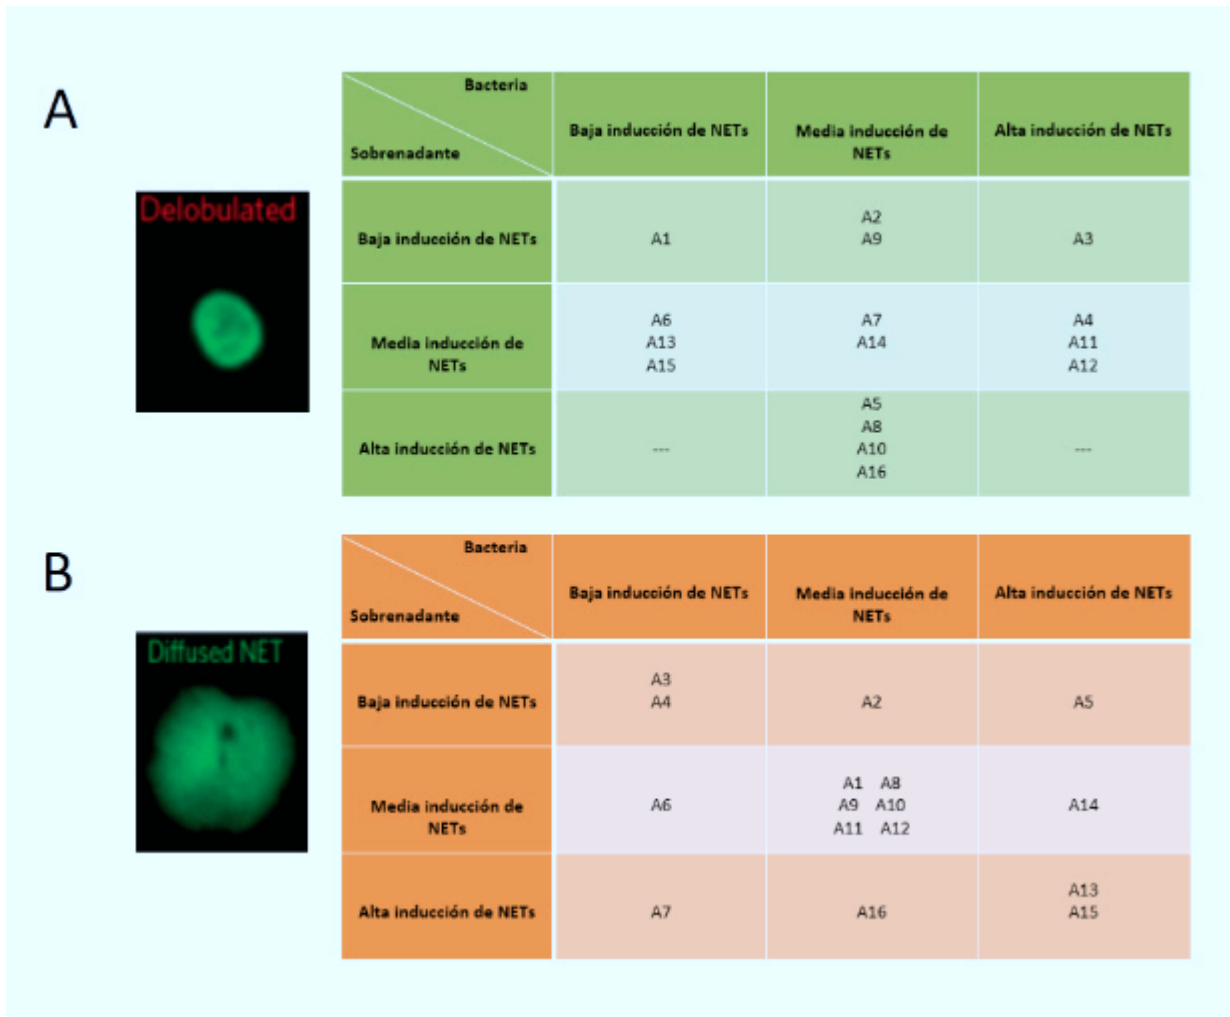 A
Delobulated
Bacteria
Sobrenadante
Baja inducción de NETs
Media inducción de
NETs
Alta inducción de NETs
Baja inducción de NETs
A1
A2
A9
A3
Media inducción de
NETs
A6
A13
A15
A7
A14
A4
A11
A12
Alta inducción de NETs
---
A5
A8
A10
A16
---
B
Diffused NET
Bacteria
Sobrenadante
Baja inducción de NETs
Media inducción de
NETs
Alta inducción de NETs
Baja inducción de NETs
A3
A4
A2
A5
Media inducción de
NETs
A6
A1 A8
A9 A10
A11 A12
A14
Alta inducción de NETs
A7
A16
A13
A15